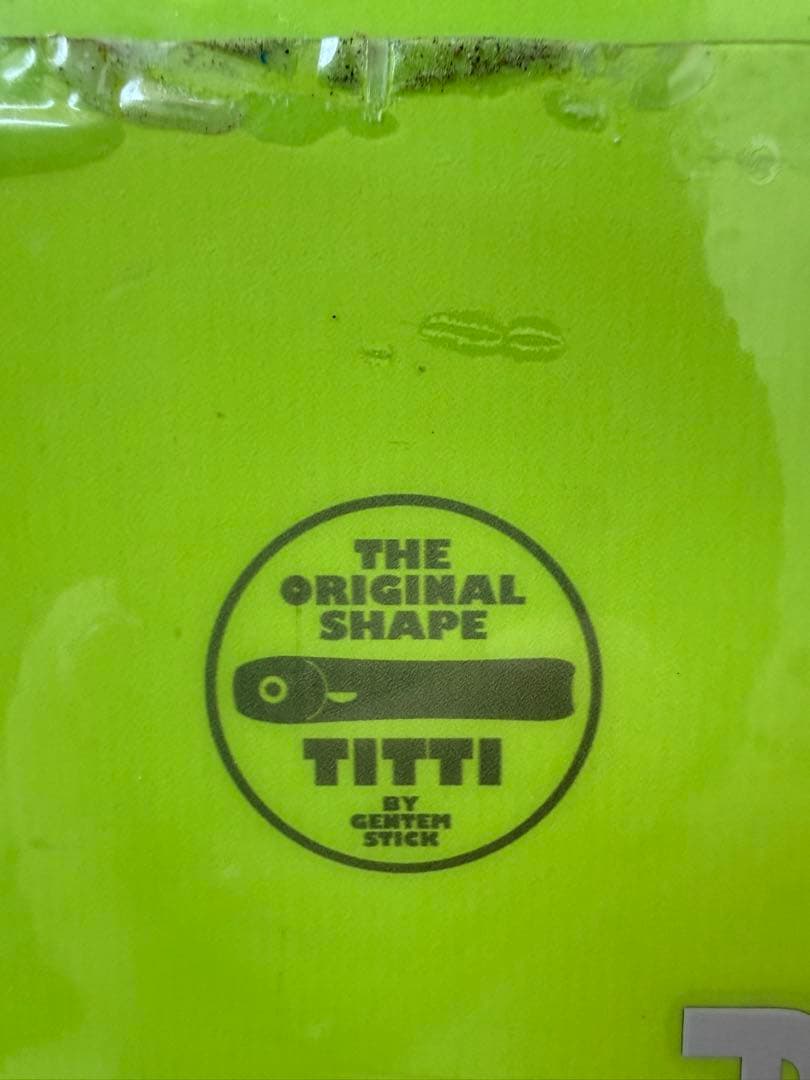 THE
ORIGINAL
SHAPE
TITTI
BY
GENTEM
STICK